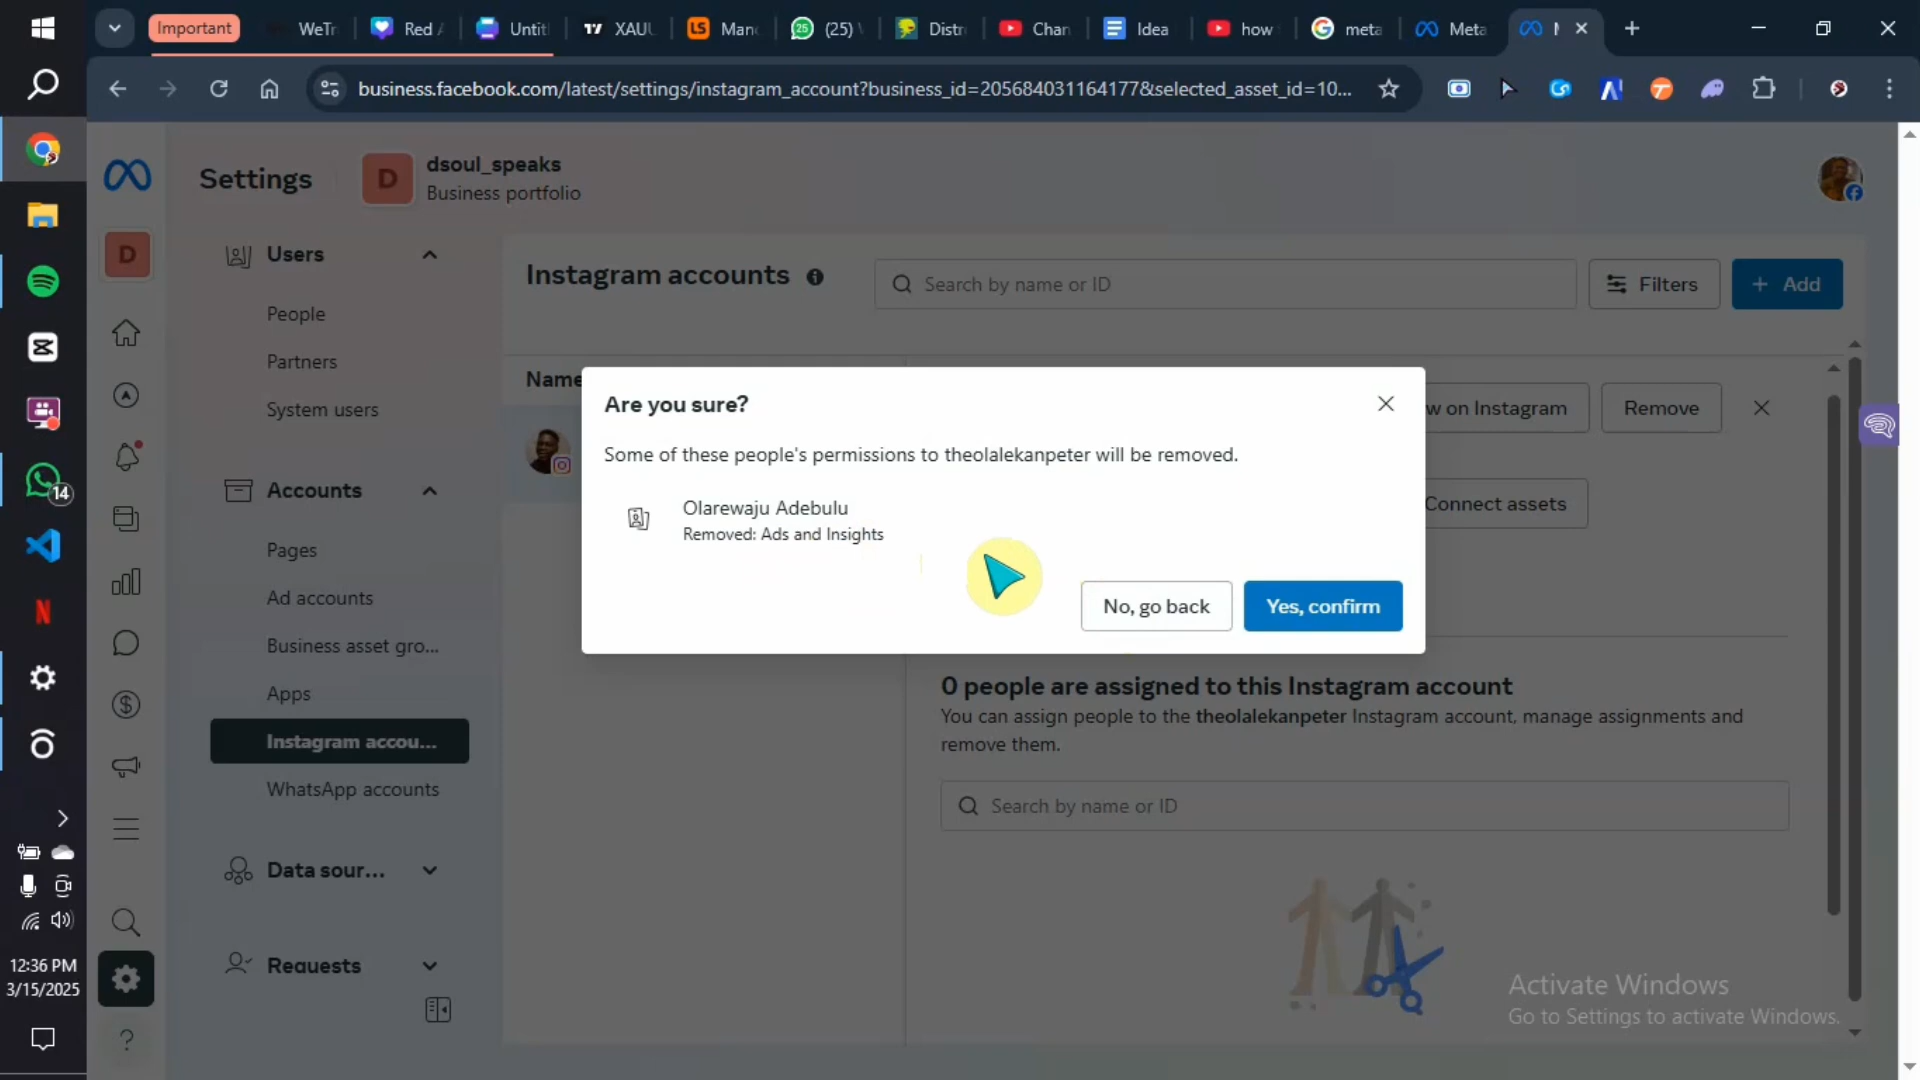 Important
WeTr
Red A
Untit
XAUU
LS
Man
25
(25)
Distr
Chan
Idea
how
meta
Meta
business.facebook.com/latest/settings/instagram_account?business_id=2056840311641778&selected_asset_id=10...
Settings
D
dsoul_speaks
Business portfolio
D
Users
People
Partners
System users
Accounts
Pages
Ad accounts
Business asset gro...
Apps
Instagram accou...
WhatsApp accounts
Data sour...
Requests
Instagram accounts
Search by name or ID
Filters
+ Add
Name
w on Instagram
Remove
Connect assets
Are you sure?
Some of these people's permissions to theolalekanpeter will be removed.
Olarewaju Adebulu
Removed: Ads and Insights
No, go back
Yes, confirm
0 people are assigned to this Instagram account
You can assign people to the theolalekanpeter Instagram account, manage assignments and
remove them.
Search by name or ID
Activate Windows
Go to Settings to activate Windows.
14
12:36 PM
3/15/2025